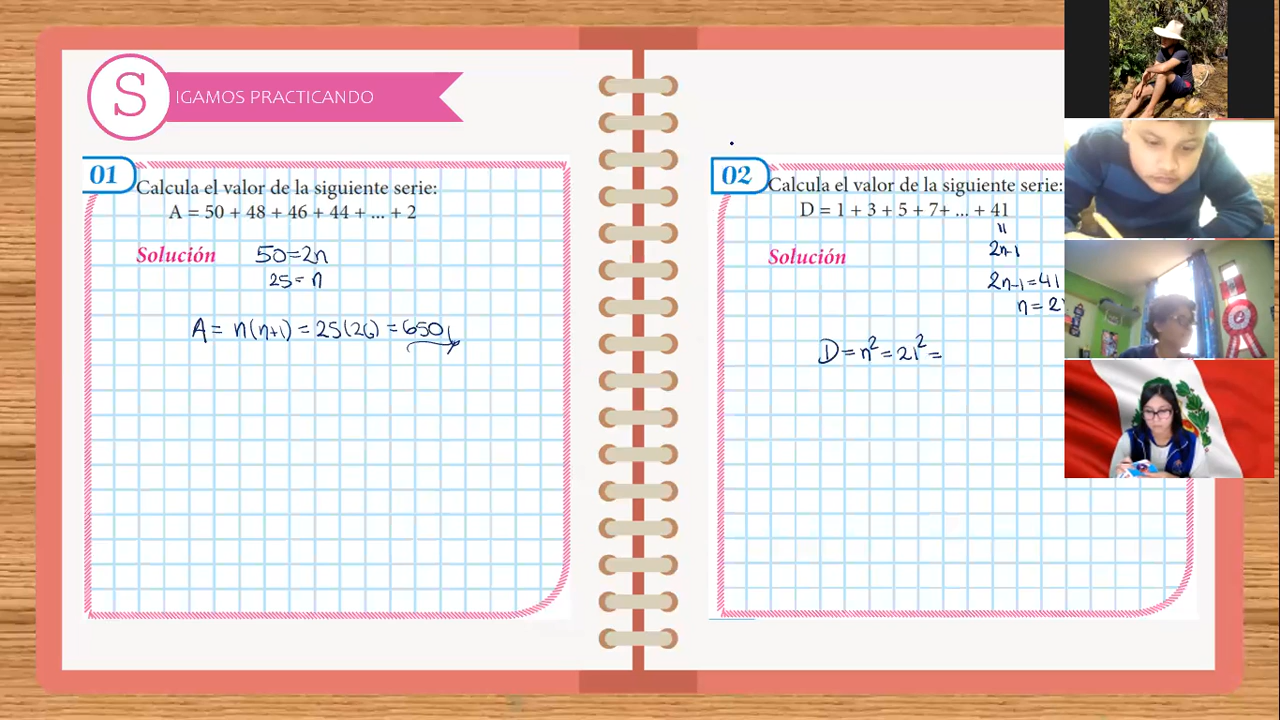 S
IGAMOS PRACTICANDO
01
Calcula el valor de la siguiente serie:
A = 50 + 48 + 46 + 44 + ... + 2
Solución
50=2n
25=n
A= n(n+1) = 25(26) = 650
02
Calcula el valor de la siguiente serie:
D = 1 + 3 + 5 + 7+ ... + 41
Solución
2n-1
2n-1=41
n=2
D=n²=21²=